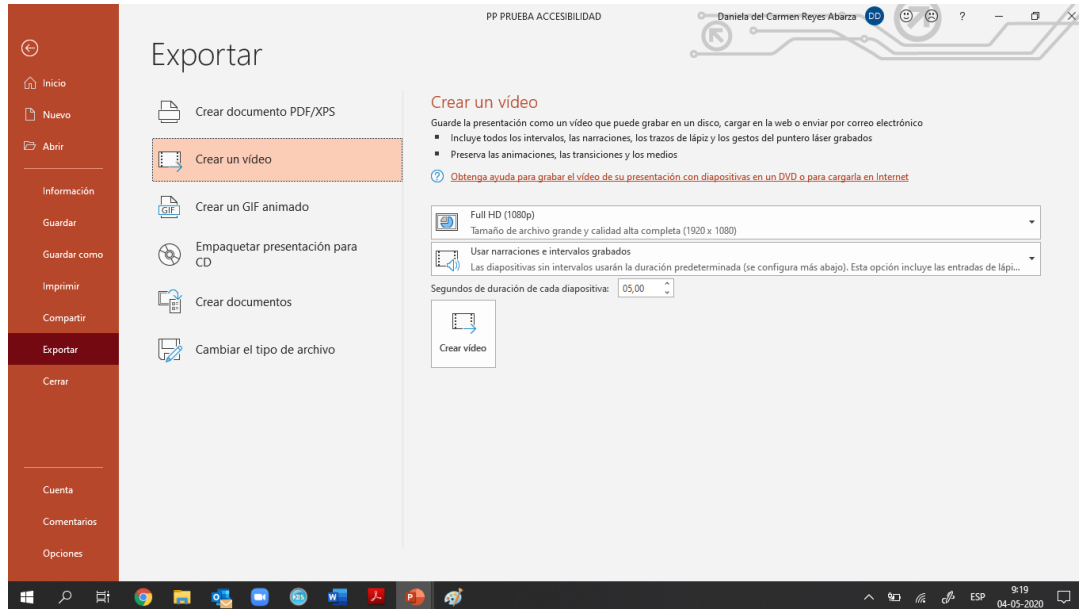 PP PRUEBA ACCESIBILIDAD
Daniela del Carmen Reyes Abarza
DD
?
Exportar
Inicio
Nuevo
Abrir
Información
Guardar
Guardar como
Imprimir
Compartir
Exportar
Cerrar
Cuenta
Comentarios
Opciones
Crear documento PDF/XPS
Crear un vídeo
GIF
Crear un GIF animado
Empaquetar presentación para
CD
Crear documentos
Cambiar el tipo de archivo
Crear un vídeo
Guarde la presentación como un vídeo que puede grabar en un disco, cargar en la web o enviar por correo electrónico
Incluye todos los intervalos, las narraciones, los trazos de lápiz y los gestos del puntero láser grabados
Preserva las animaciones, las transiciones y los medios
? Obtenga ayuda para grabar el vídeo de su presentación con diapositivas en un DVD o para cargarla en Internet
Full HD (1080p)
Tamaño de archivo grande y calidad alta completa (1920 x 1080)
Usar narraciones e intervalos grabados
Las diapositivas sin intervalos usarán la duración predeterminada (se configura más abajo). Esta opción incluye las entradas de lápi...
Segundos de duración de cada diapositiva: 05,00
Crear vídeo
ESP
9:19
04-05-2020